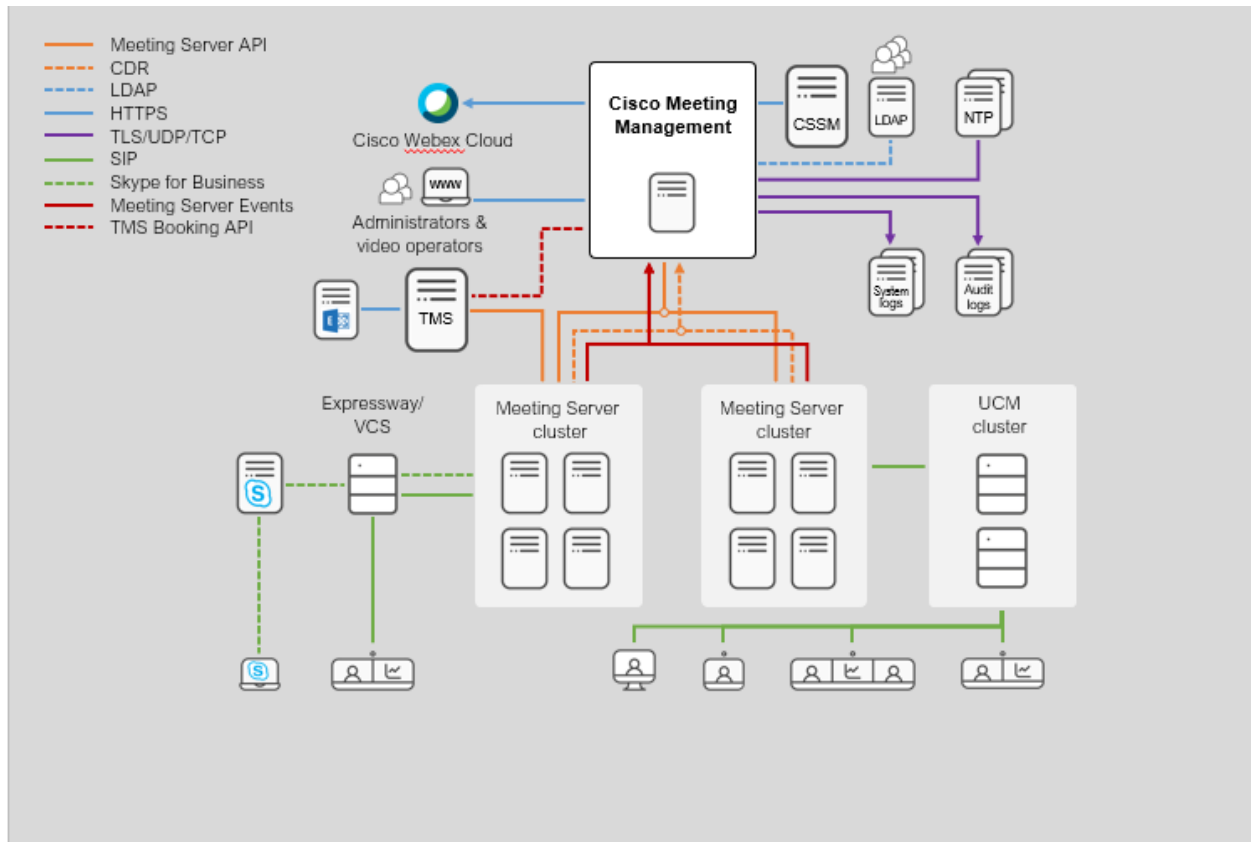 Meeting Server API
CDR
LDAP
HTTPS
TLS/UDP/TCP
SIP
Skype for Business
Meeting Server Events
TMS Booking API
Cisco Webex Cloud
www
Administrators &
video operators
Cisco Meeting
Management
CSSM
LDAP
NTP
System
logs
Audit
logs
E
TMS
Expressway/
VCS
Meeting Server
cluster
Meeting Server
cluster
UCM
cluster
S
S